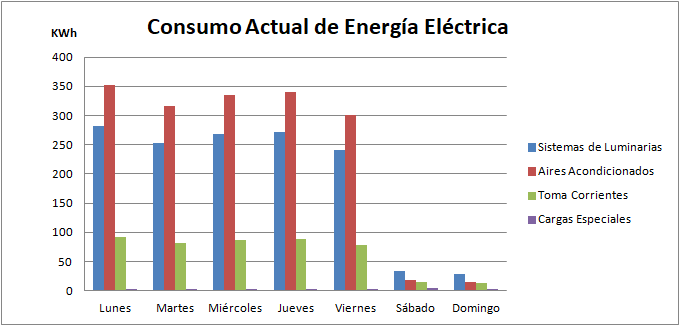 Consumo Actual de Energía Eléctrica
KWh
400
350
300
250
200
150
100
50
0
Lunes Martes Miércoles Jueves Viernes Sábado Domingo
Sistemas de Luminarias
Aires Acondicionados
Toma Corrientes
Cargas Especiales